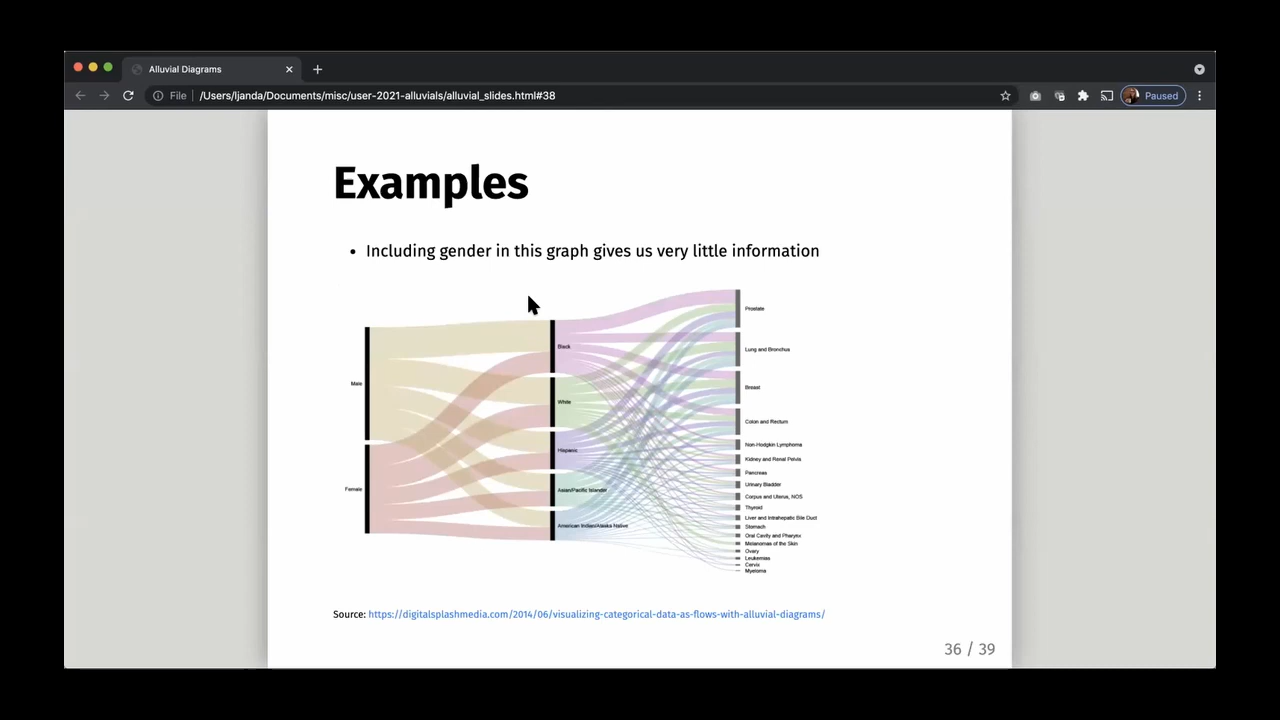 Alluvial Diagrams
File
/Users/ljanda/Documents/misc/user-2021-alluvials/alluvial_slides.html#38
Paused
Examples
• Including gender in this graph gives us very little information
Male
Female
Black
White
Hispanic
Asian/Pacific Islander
American Indian/Alaska Native
Prostate
Lung and Bronchus
Breast
Colon and Rectum
Non-Hodgkin Lymphoma
Kidney and Renal Pelvis
Pancreas
Urinary Bladder
Corpus and Uterus, NOS
Thyroid
Liver and Intrahepatic Bile Duct
Stomach
Oral Cavity and Pharynx
Melanomas of the Skin
Ovary
Leukemias
Cervix
Myeloma
Source: https://digitalsplashmedia.com/2014/06/visualizing-categorical-data-as-flows-with-alluvial-diagrams/
36 / 39